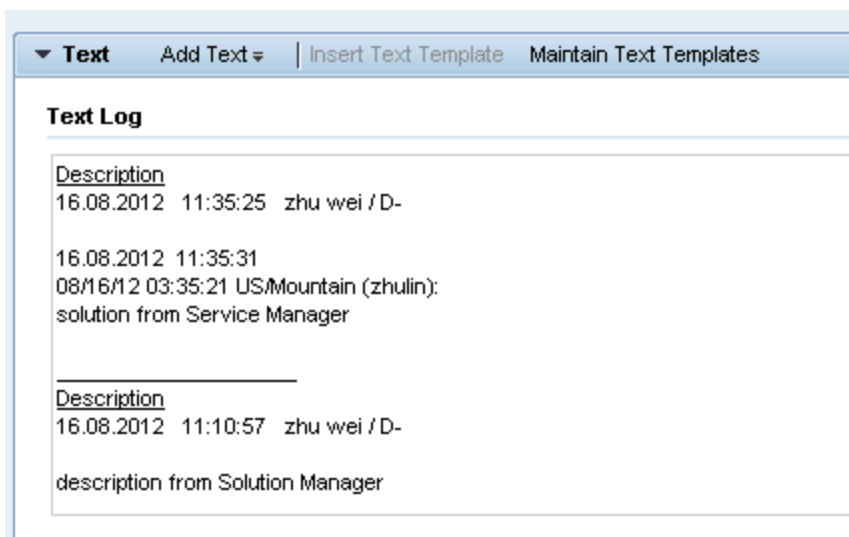 Text Add Text Insert Text Template Maintain Text Templates
Text Log
Description
16.08.2012 11:35:25 zhu wei / D-
16.08.2012 11:35:31
08/16/12 03:35:21 US/Mountain (zhulin):
solution from Service Manager
Description
16.08.2012 11:10:57 zhu wei / D-
description from Solution Manager